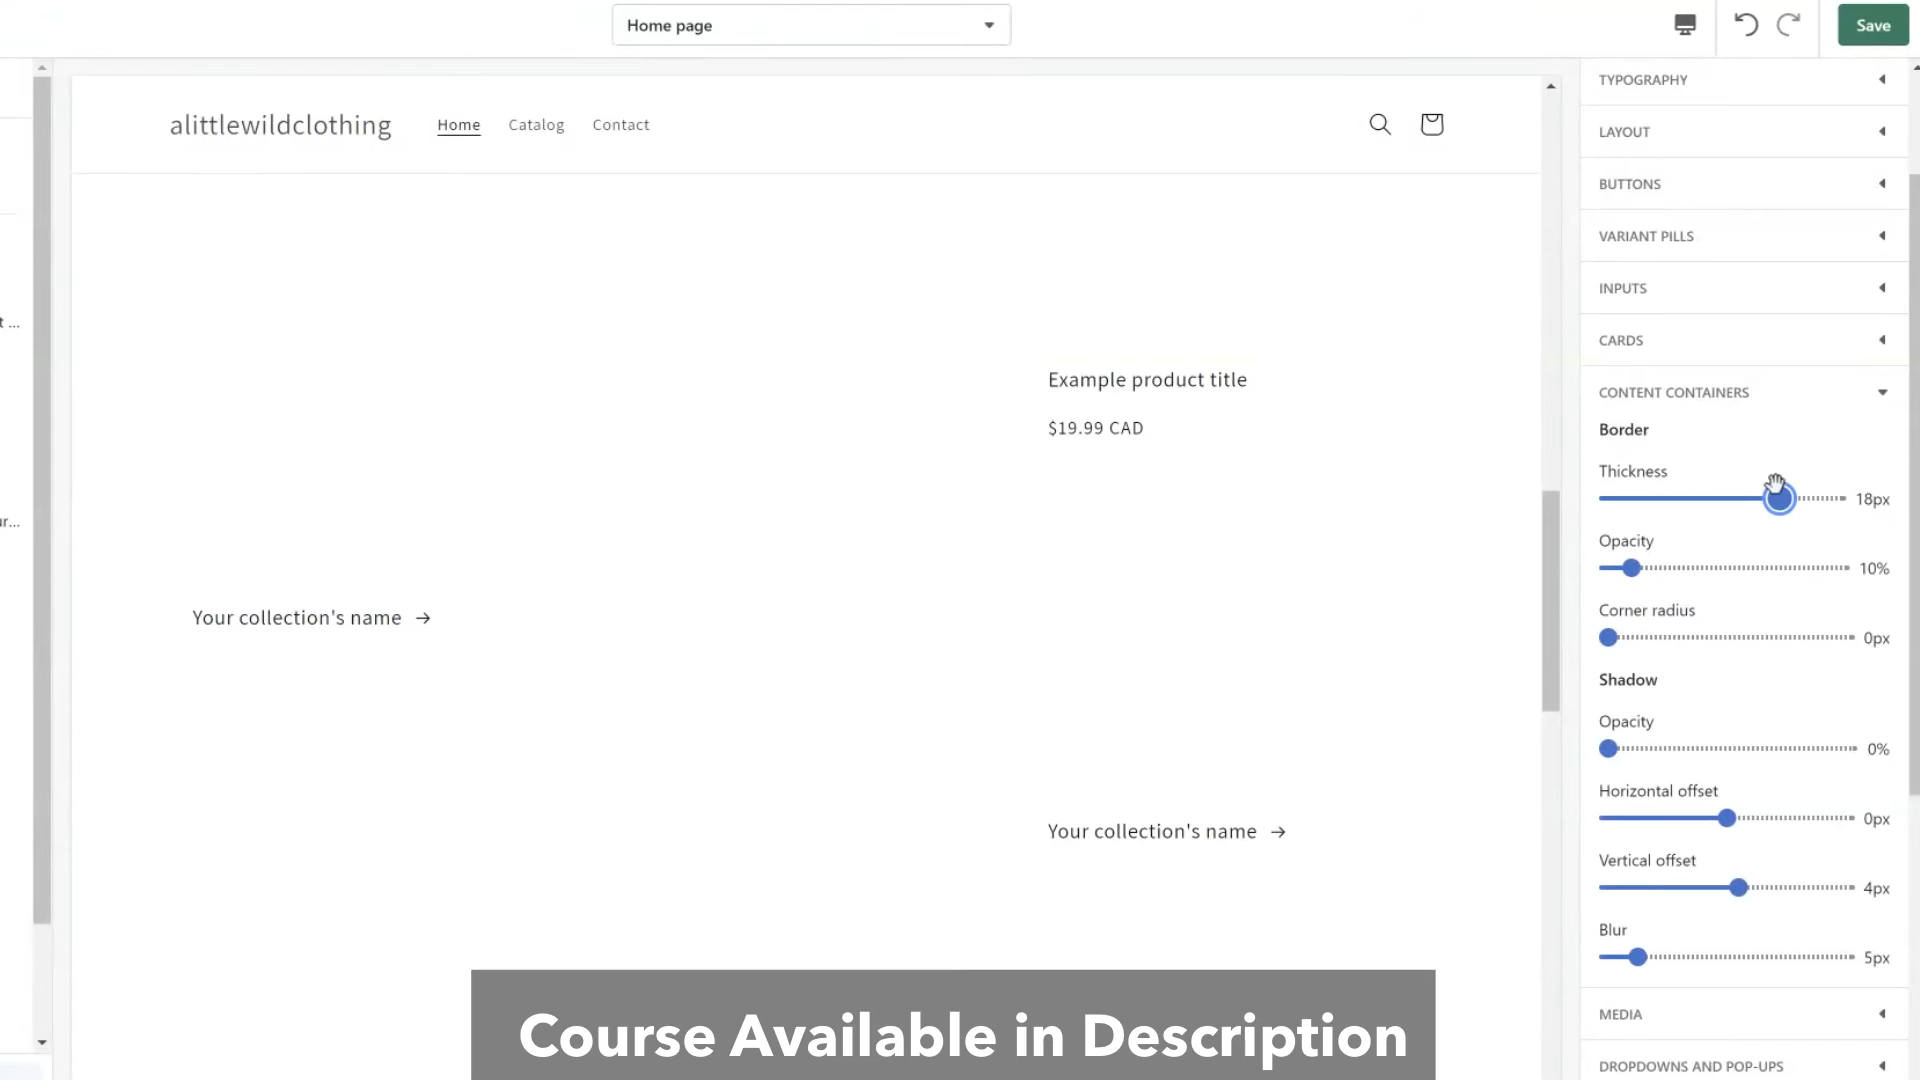 Home page
Save
alittlewildclothing
Home
Catalog
Contact
TYPOGRAPHY
LAYOUT
BUTTONS
VARIANT PILLS
INPUTS
CARDS
CONTENT CONTAINERS
Border
Thickness
18px
Opacity
10%
Corner radius
0px
Shadow
Opacity
0%
Horizontal offset
0px
Vertical offset
4px
Blur
5px
MEDIA
DROPDOWNS AND POP-UPS
t ...
ur...
Example product title
$19.99 CAD
Your collection's name →
Your collection's name →
Course Available in Description